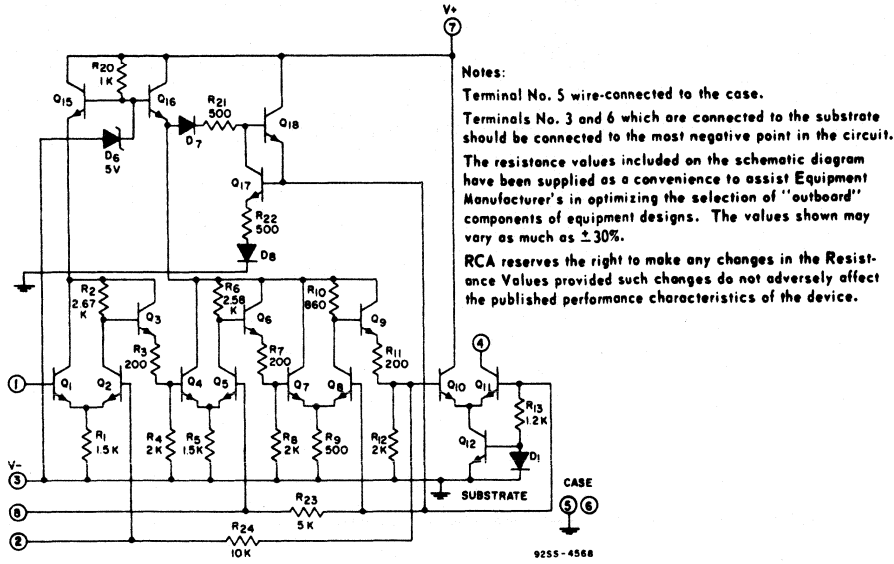 V+
7
R20
1K
Q15
Q16
R21
500
Q18
D7
D6
5V
Q17
R22
500
D8
R2
2.67
K
Q3
R6
2.58
K
Q6
R10
860
Q9
R3
200
R7
200
R11
200
4
1
Q1
Q2
Q4
Q5
Q7
Q8
Q10
Q11
R13
1.2K
R1
1.5K
R4
2K
R5
1.5K
R8
2K
R9
500
R12
2K
Q12
D1
V-
3
SUBSTRATE
CASE
5 6
8
R23
5K
2
R24
10K
92SS-4568
Notes:
Terminal No. 5 wire-connected to the case.
Terminals No. 3 and 6 which are connected to the substrate
should be connected to the most negative point in the circuit.
The resistance values included on the schematic diagram
have been supplied as a convenience to assist Equipment
Manufacturer's in optimizing the selection of "outboard"
components of equipment designs. The values shown may
vary as much as ±30%.
RCA reserves the right to make any changes in the Resist-
ance Values provided such changes do not adversely affect
the published performance characteristics of the device.